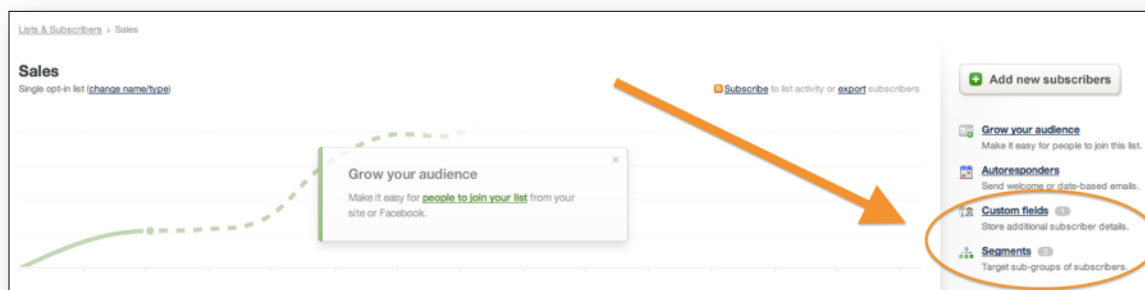 Lists & Subscribers › Sales
Sales
Single opt-in list (change name/type)
Subscribe to list activity or export subscribers
Grow your audience
×
Make it easy for people to join your list from your
site or Facebook.
Add new subscribers
Grow your audience
Make it easy for people to join this list.
Autoresponders
Send welcome or date-based emails.
Custom fields 1
Store additional subscriber details.
Segments 3
Target sub-groups of subscribers.